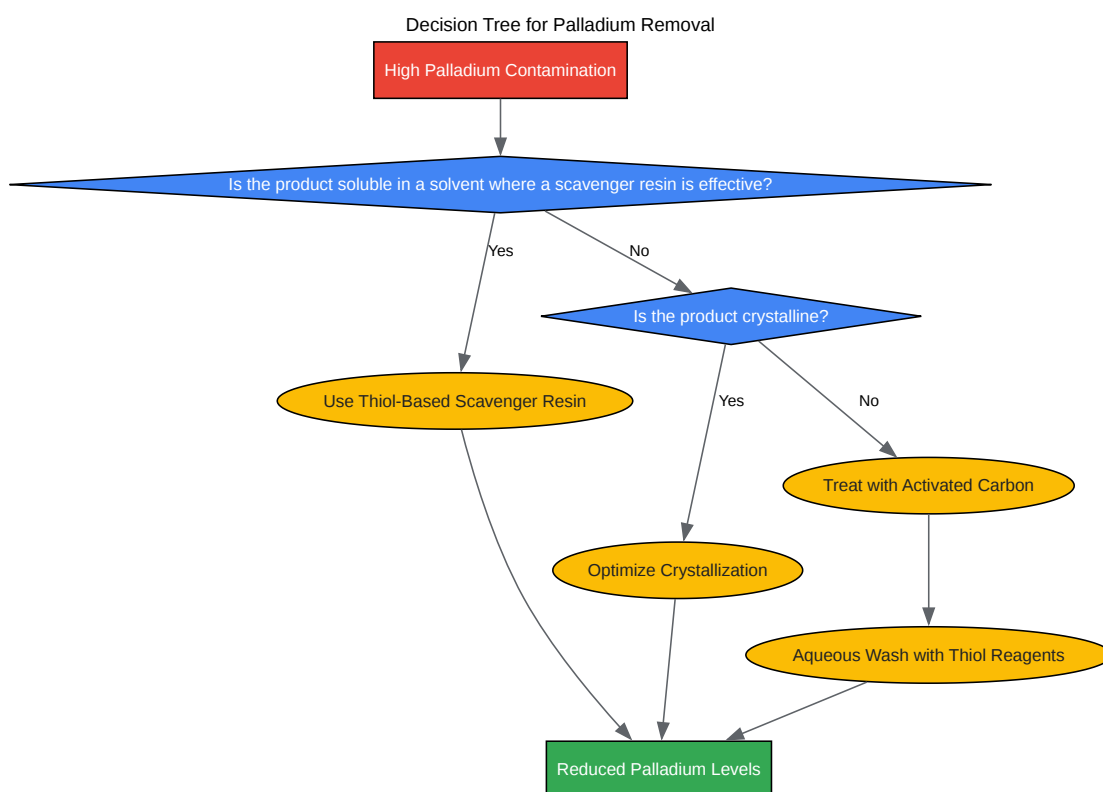 Decision Tree for Palladium Removal
High Palladium Contamination
Is the product soluble in a solvent where a scavenger resin is effective?
Yes
No
Is the product crystalline?
Use Thiol-Based Scavenger Resin
Yes
No
Treat with Activated Carbon
Optimize Crystallization
Aqueous Wash with Thiol Reagents
Reduced Palladium Levels